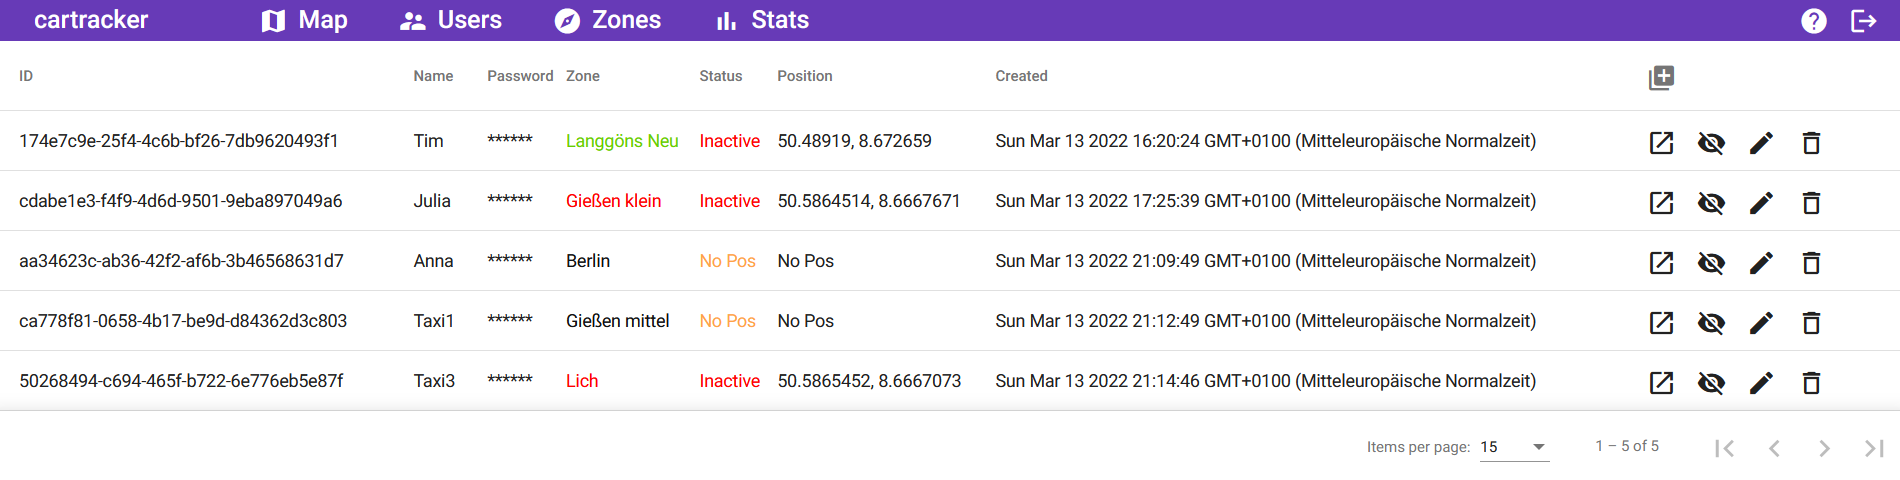 cartracker Map Users Zones Stats
ID Name Password Zone Status Position Created
174e7c9e-25f4-4c6b-bf26-7db9620493f1 Tim ****** Langgöns Neu Inactive 50.48919, 8.672659 Sun Mar 13 2022 16:20:24 GMT+0100 (Mitteleuropäische Normalzeit)
cdabe1e3-f4f9-4d6d-9501-9eba897049a6 Julia ****** Gießen klein Inactive 50.5864514, 8.6667671 Sun Mar 13 2022 17:25:39 GMT+0100 (Mitteleuropäische Normalzeit)
aa34623c-ab36-42f2-af6b-3b46568631d7 Anna ****** Berlin No Pos No Pos Sun Mar 13 2022 21:09:49 GMT+0100 (Mitteleuropäische Normalzeit)
ca778f81-0658-4b17-be9d-d84362d3c803 Taxi1 ****** Gießen mittel No Pos No Pos Sun Mar 13 2022 21:12:49 GMT+0100 (Mitteleuropäische Normalzeit)
50268494-c694-465f-b722-6e776eb5e87f Taxi3 ****** Lich Inactive 50.5865452, 8.6667073 Sun Mar 13 2022 21:14:46 GMT+0100 (Mitteleuropäische Normalzeit)
Items per page: 15 1 – 5 of 5